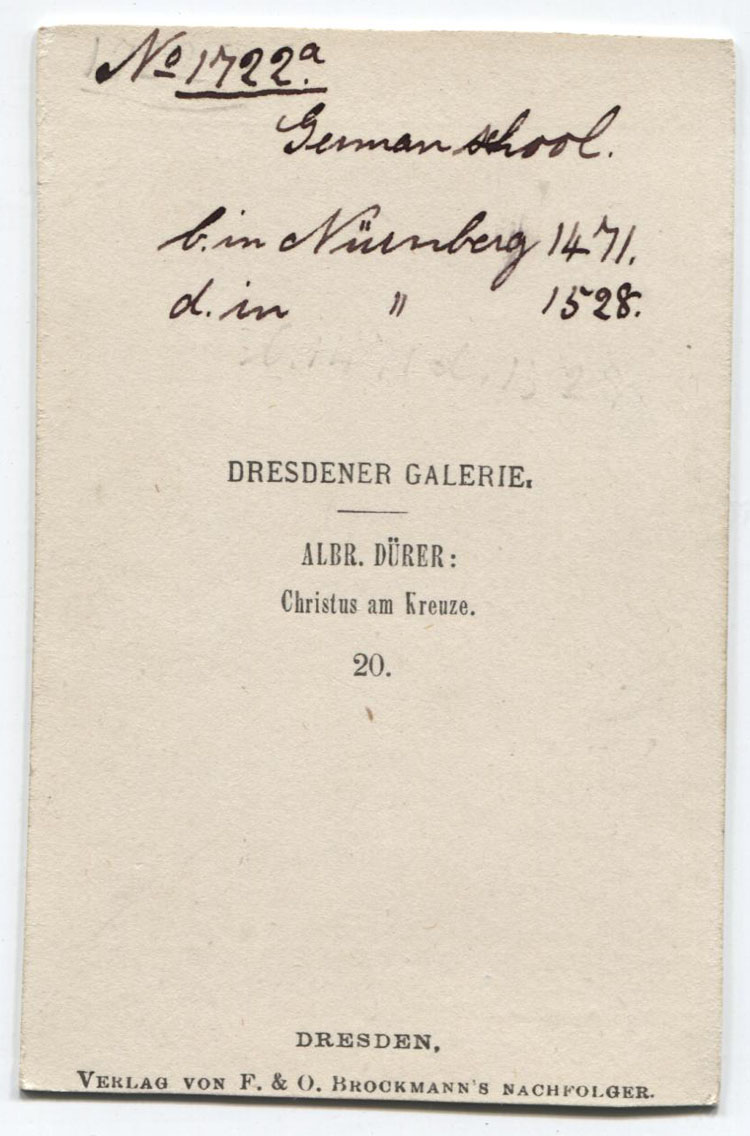 No 1722a.
German school.
b. in Nürnberg 1471.
d. in " 1528.
DRESDENER GALERIE.
ALBR. DÜRER:
Christus am Kreuze.
20.
DRESDEN,
VERLAG VON F. & O. BROCKMANN'S NACHFOLGER.